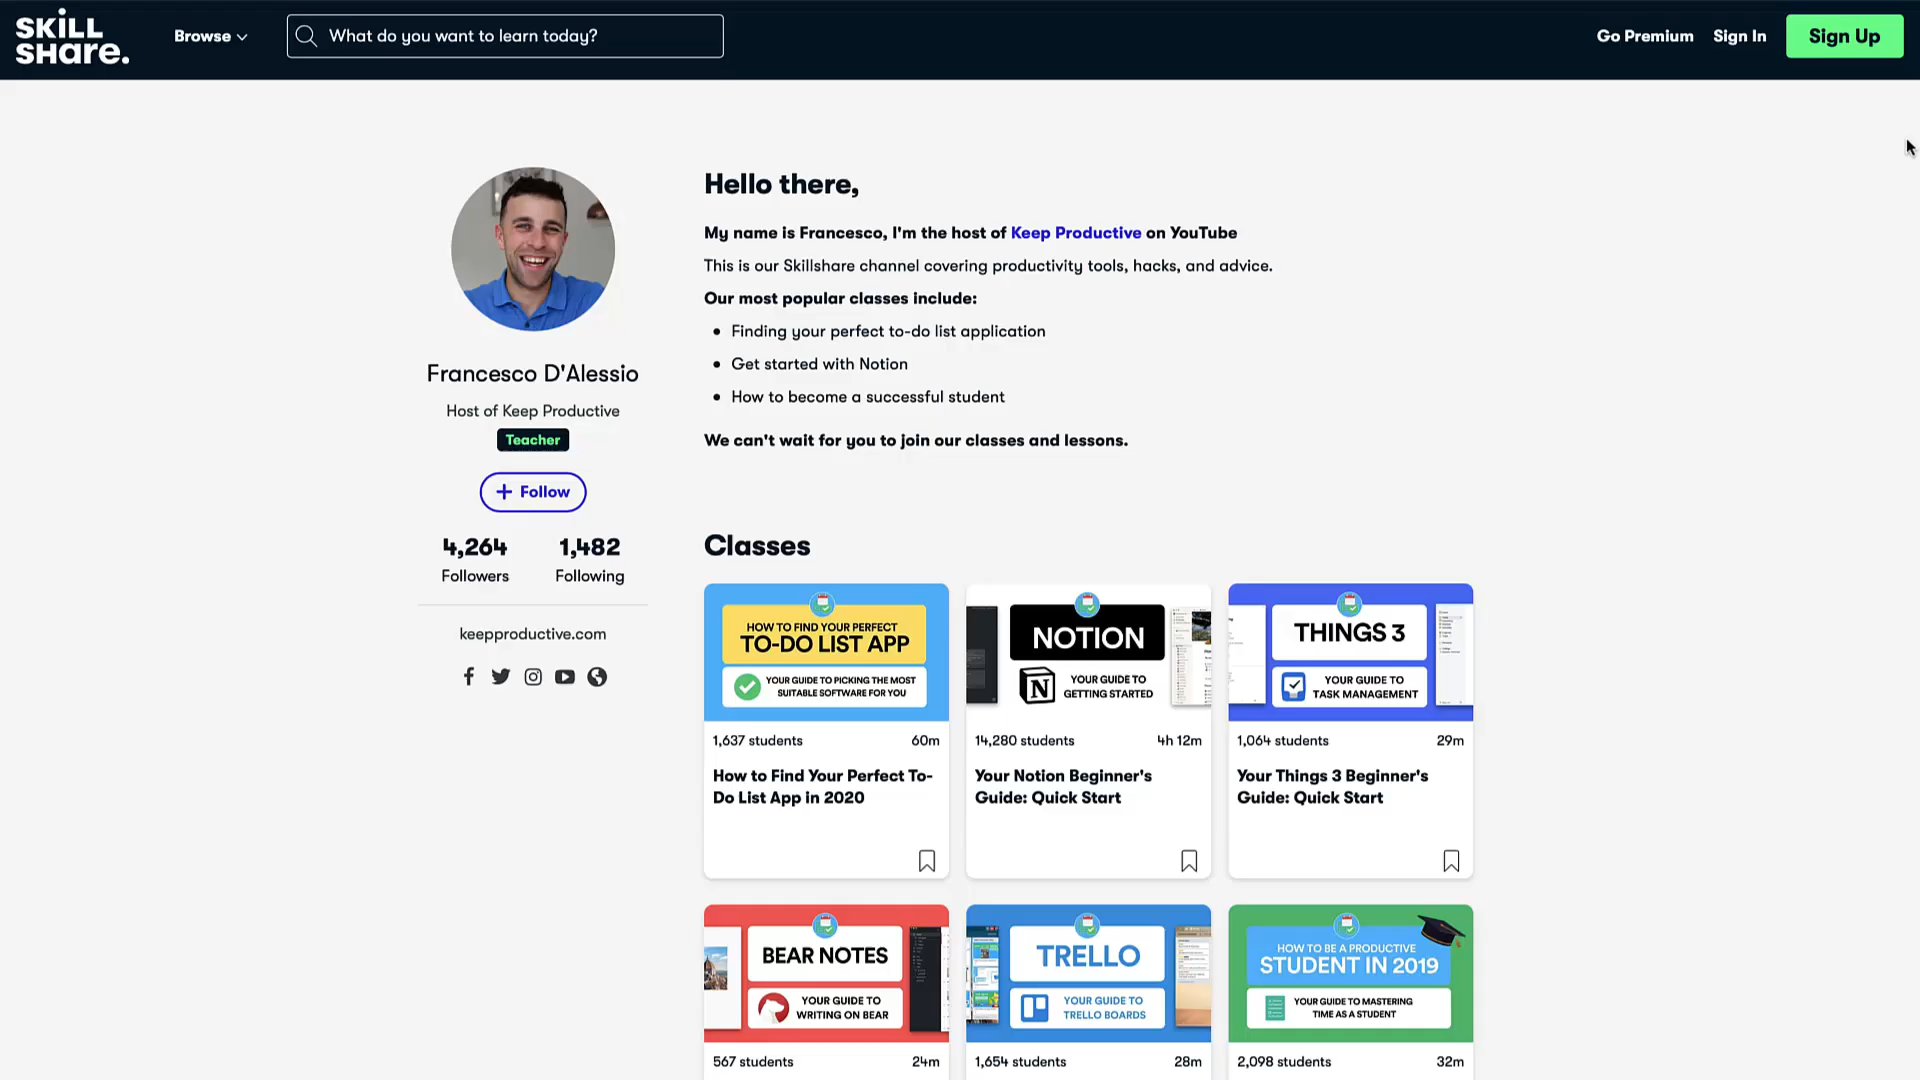 SKILL
SHare.
Browse
What do you want to learn today?
Go Premium
Sign In
Sign Up
Hello there,
My name is Francesco, I'm the host of Keep Productive on YouTube
This is our Skillshare channel covering productivity tools, hacks, and advice.
Our most popular classes include:
• Finding your perfect to-do list application
• Get started with Notion
• How to become a successful student
We can't wait for you to join our classes and lessons.
Francesco D'Alessio
Host of Keep Productive
Teacher
+ Follow
4,264 1,482
Followers Following
keepproductive.com
Classes
HOW TO FIND YOUR PERFECT
TO-DO LIST APP
YOUR GUIDE TO PICKING THE MOST
SUITABLE SOFTWARE FOR YOU
1,637 students 60m
How to Find Your Perfect To-
Do List App in 2020
NOTION
YOUR GUIDE TO
GETTING STARTED
14,280 students 4h 12m
Your Notion Beginner's
Guide: Quick Start
THINGS 3
YOUR GUIDE TO
TASK MANAGEMENT
1,064 students 29m
Your Things 3 Beginner's
Guide: Quick Start
BEAR NOTES
YOUR GUIDE TO
WRITING ON BEAR
567 students 24m
TRELLO
YOUR GUIDE TO
TRELLO BOARDS
1,654 students 28m
HOW TO BE A PRODUCTIVE
STUDENT IN 2019
YOUR GUIDE TO MASTERING
TIME AS A STUDENT
2,098 students 32m